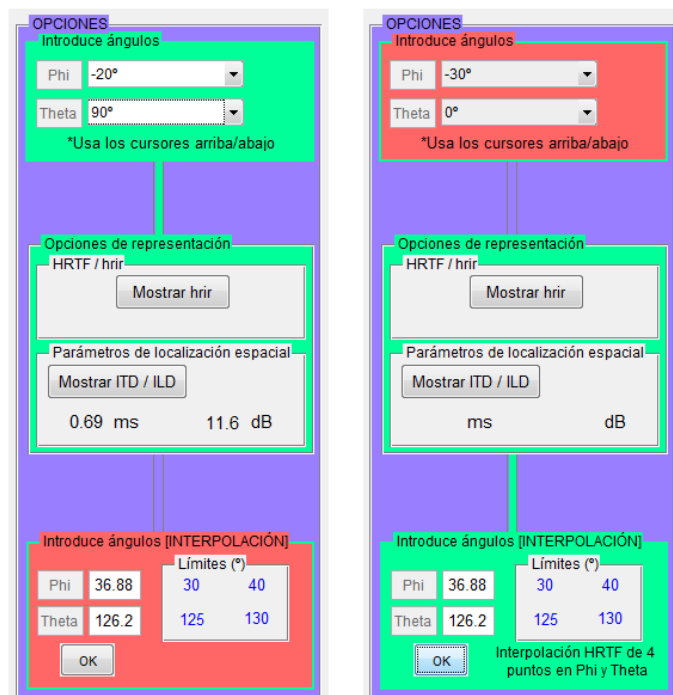 OPCIONES
Introduce ángulos
Phi -20º
Theta 90º
*Usa los cursores arriba/abajo
Opciones de representación
HRTF / hrir
Mostrar hrir
Parámetros de localización espacial
Mostrar ITD / ILD
0.69 ms 11.6 dB
Introduce ángulos [INTERPOLACIÓN]
Límites (º)
Phi 36.88 30 40
Theta 126.2 125 130
OK
OPCIONES
Introduce ángulos
Phi -30º
Theta 0º
*Usa los cursores arriba/abajo
Opciones de representación
HRTF / hrir
Mostrar hrir
Parámetros de localización espacial
Mostrar ITD / ILD
ms dB
Introduce ángulos [INTERPOLACIÓN]
Límites (º)
Phi 36.88 30 40
Theta 126.2 125 130
OK
Interpolación HRTF de 4
puntos en Phi y Theta